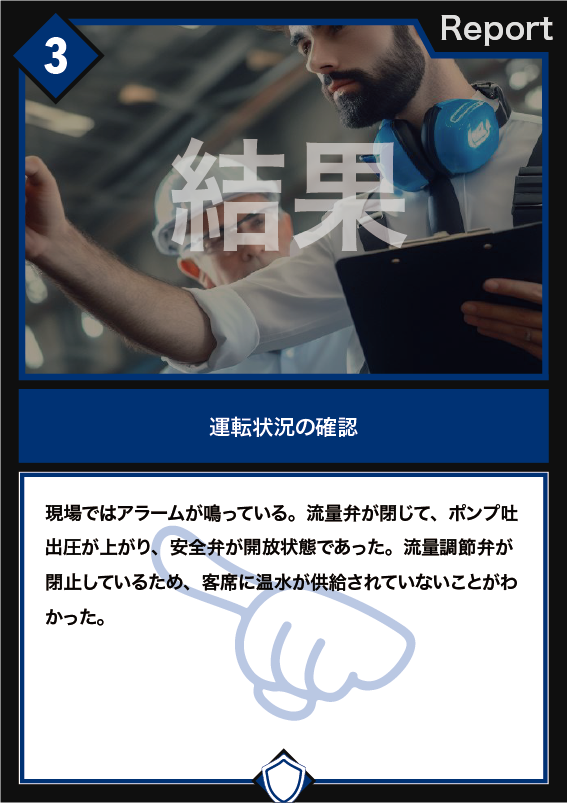 3
Report
結果
運転状況の確認
現場ではアラームが鳴っている。流量弁が閉じて、ポンプ吐
出圧が上がり、安全弁が開放状態であった。流量調節弁が
閉止しているため、客席に温水が供給されていないことがわ
かった。